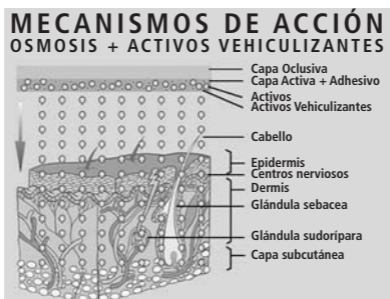 MECANISMOS DE ACCIÓN
OSMOSIS + ACTIVOS VEHICULIZANTES
Capa Oclusiva
Capa Activa + Adhesivo
Activos
Activos Vehiculizantes
Cabello
Epidermis
Centros nerviosos
Dermis
Glándula sebacea
Glándula sudorípara
Capa subcutánea